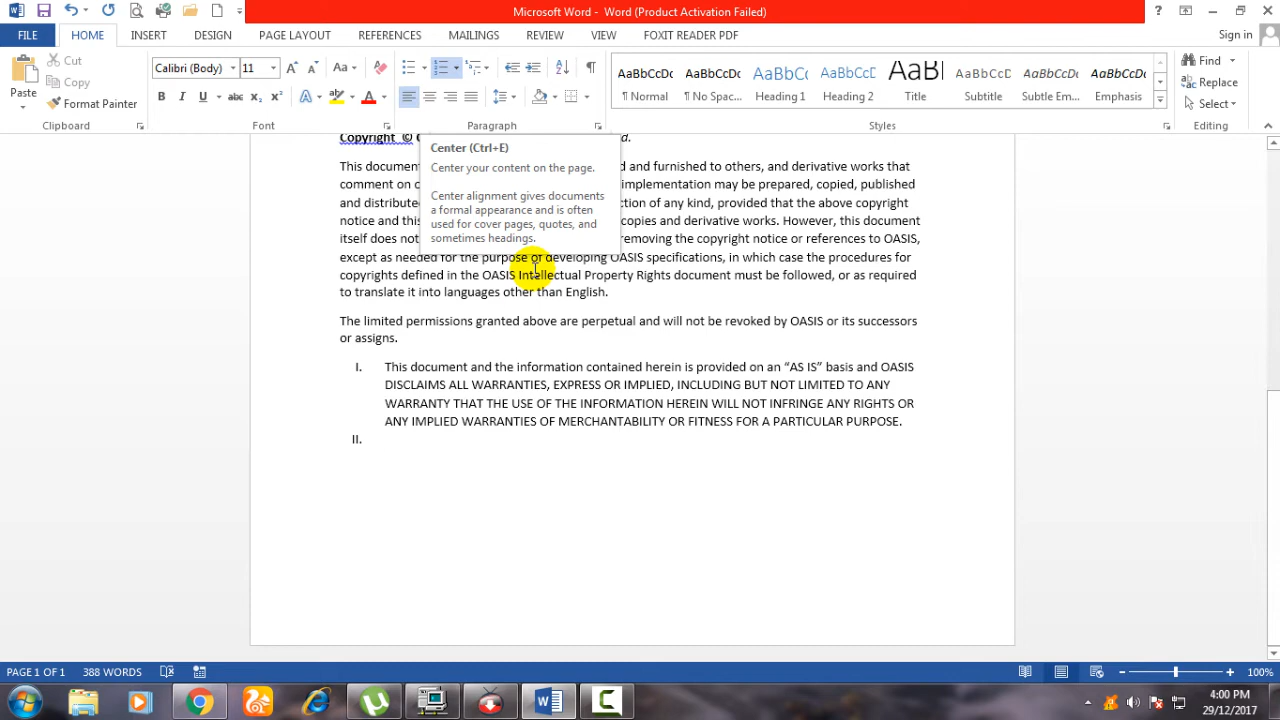 Microsoft Word - Word (Product Activation Failed)
FILE HOME INSERT DESIGN PAGE LAYOUT REFERENCES MAILINGS REVIEW VIEW FOXIT READER PDF Sign in
Cut
Copy
Format Painter
Paste
Clipboard
Calibri (Body) 11
Font
Paragraph
AaBbCcDc AaBbCcDc AaBbCc AaBbCc AaBl AaBbCcD AaBbCcDc AaBbCcDc
¶ Normal ¶ No Spac... Heading 1 Heading 2 Title Subtitle Subtle Em... Emphasis
Styles
Find
Replace
Select
Editing
Copyright ©
Center (Ctrl+E)
Center your content on the page.
Center alignment gives documents
a formal appearance and is often
used for cover pages, quotes, and
sometimes headings.
This document and furnished to others, and derivative works that
comment on implementation may be prepared, copied, published
and distributed of any kind, provided that the above copyright
notice and this copies and derivative works. However, this document
itself does not removing the copyright notice or references to OASIS,
except as needed for the purpose of developing OASIS specifications, in which case the procedures for
copyrights defined in the OASIS Intellectual Property Rights document must be followed, or as required
to translate it into languages other than English.
The limited permissions granted above are perpetual and will not be revoked by OASIS or its successors
or assigns.
I. This document and the information contained herein is provided on an “AS IS” basis and OASIS
DISCLAIMS ALL WARRANTIES, EXPRESS OR IMPLIED, INCLUDING BUT NOT LIMITED TO ANY
WARRANTY THAT THE USE OF THE INFORMATION HEREIN WILL NOT INFRINGE ANY RIGHTS OR
ANY IMPLIED WARRANTIES OF MERCHANTABILITY OR FITNESS FOR A PARTICULAR PURPOSE.
II.
PAGE 1 OF 1 388 WORDS 100%
4:00 PM
29/12/2017